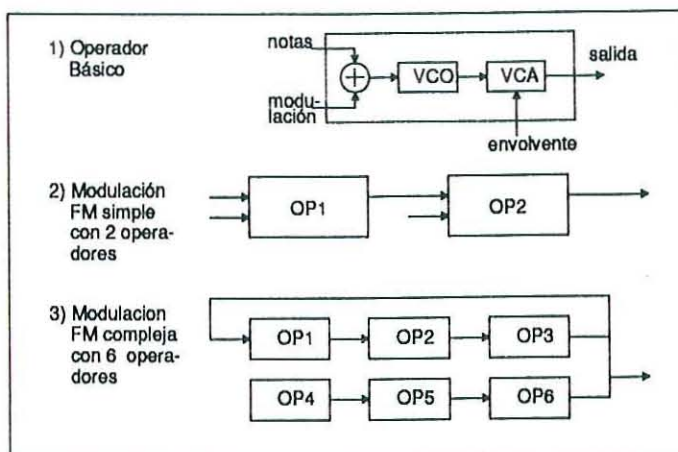 1) Operador
Básico
notas
modu-
lación
VCO
VCA
salida
envolvente
2) Modulación
FM simple
con 2 opera-
dores
OP1
OP2
3) Modulacion
FM compleja
con 6 opera-
dores
OP1
OP2
OP3
OP4
OP5
OP6